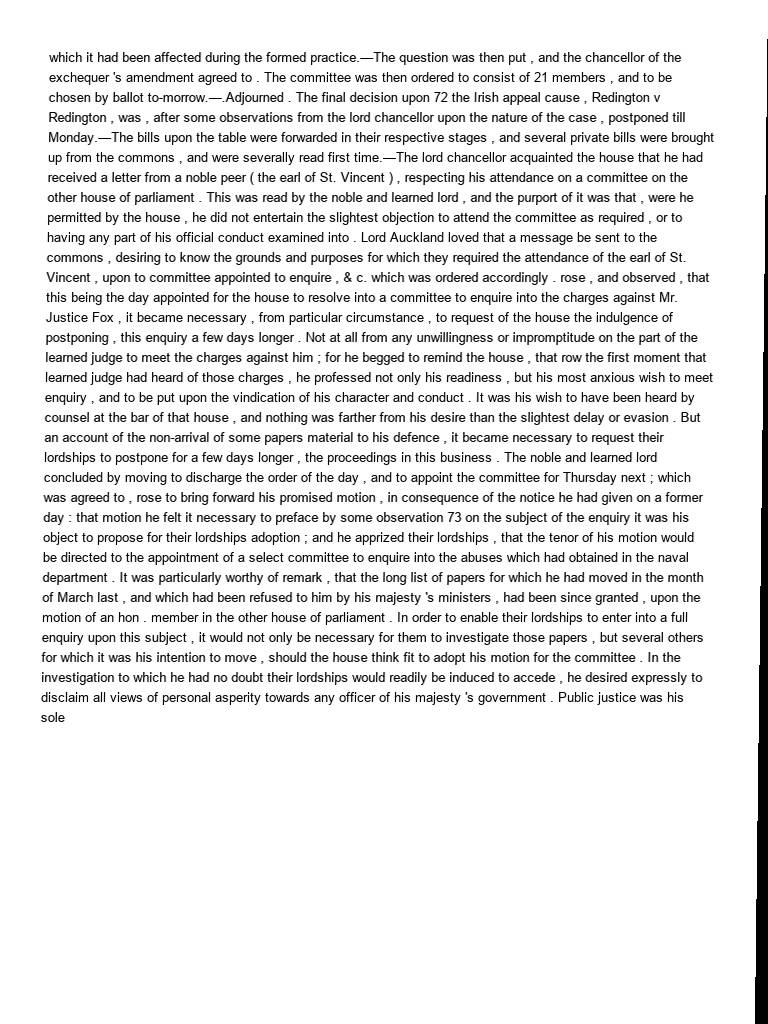 which it had been affected during the formed practice.—The question was then put , and the chancellor of the
exchequer 's amendment agreed to . The committee was then ordered to consist of 21 members , and to be
chosen by ballot to-morrow.—.Adjourned . The final decision upon 72 the Irish appeal cause , Redington v
Redington , was , after some observations from the lord chancellor upon the nature of the case , postponed till
Monday.—The bills upon the table were forwarded in their respective stages , and several private bills were brought
up from the commons , and were severally read first time.—The lord chancellor acquainted the house that he had
received a letter from a noble peer ( the earl of St. Vincent ) , respecting his attendance on a committee on the
other house of parliament . This was read by the noble and learned lord , and the purport of it was that , were he
permitted by the house , he did not entertain the slightest objection to attend the committee as required , or to
having any part of his official conduct examined into . Lord Auckland loved that a message be sent to the
commons , desiring to know the grounds and purposes for which they required the attendance of the earl of St.
Vincent , upon to committee appointed to enquire , & c. which was ordered accordingly . rose , and observed , that
this being the day appointed for the house to resolve into a committee to enquire into the charges against Mr.
Justice Fox , it became necessary , from particular circumstance , to request of the house the indulgence of
postponing , this enquiry a few days longer . Not at all from any unwillingness or impromptitude on the part of the
learned judge to meet the charges against him ; for he begged to remind the house , that row the first moment that
learned judge had heard of those charges , he professed not only his readiness , but his most anxious wish to meet
enquiry , and to be put upon the vindication of his character and conduct . It was his wish to have been heard by
counsel at the bar of that house , and nothing was farther from his desire than the slightest delay or evasion . But
an account of the non-arrival of some papers material to his defence , it became necessary to request their
lordships to postpone for a few days longer , the proceedings in this business . The noble and learned lord
concluded by moving to discharge the order of the day , and to appoint the committee for Thursday next ; which
was agreed to , rose to bring forward his promised motion , in consequence of the notice he had given on a former
day : that motion he felt it necessary to preface by some observation 73 on the subject of the enquiry it was his
object to propose for their lordships adoption ; and he apprized their lordships , that the tenor of his motion would
be directed to the appointment of a select committee to enquire into the abuses which had obtained in the naval
department . It was particularly worthy of remark , that the long list of papers for which he had moved in the month
of March last , and which had been refused to him by his majesty 's ministers , had been since granted , upon the
motion of an hon . member in the other house of parliament . In order to enable their lordships to enter into a full
enquiry upon this subject , it would not only be necessary for them to investigate those papers , but several others
for which it was his intention to move , should the house think fit to adopt his motion for the committee . In the
investigation to which he had no doubt their lordships would readily be induced to accede , he desired expressly to
disclaim all views of personal asperity towards any officer of his majesty 's government . Public justice was his
sole